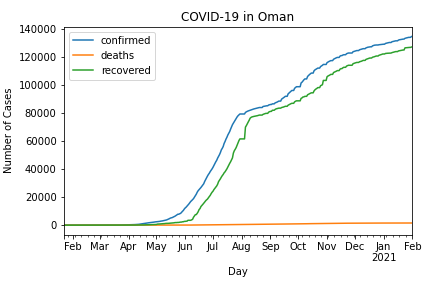 COVID-19 in Oman
confirmed
deaths
recovered
Number of Cases
140000
120000
100000
80000
60000
40000
20000
0
Feb Mar Apr May Jun Jul Aug Sep Oct Nov Dec Jan Feb
2021
Day